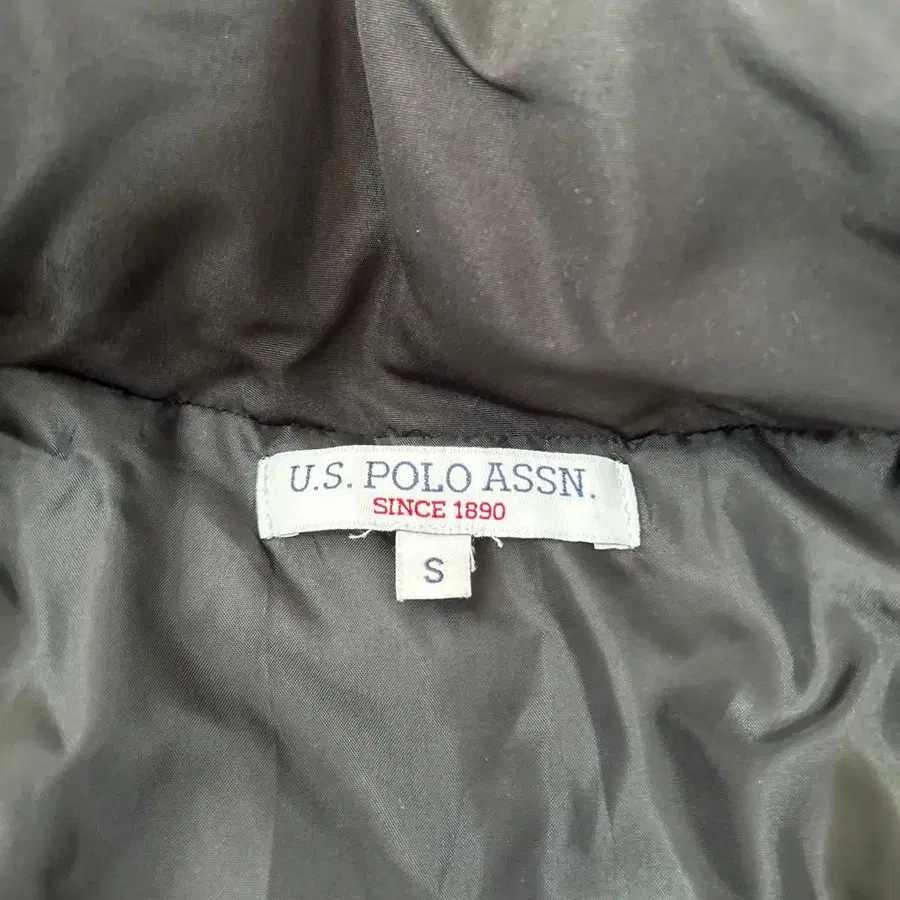 U.S. POLO ASSN.
SINCE 1890
S